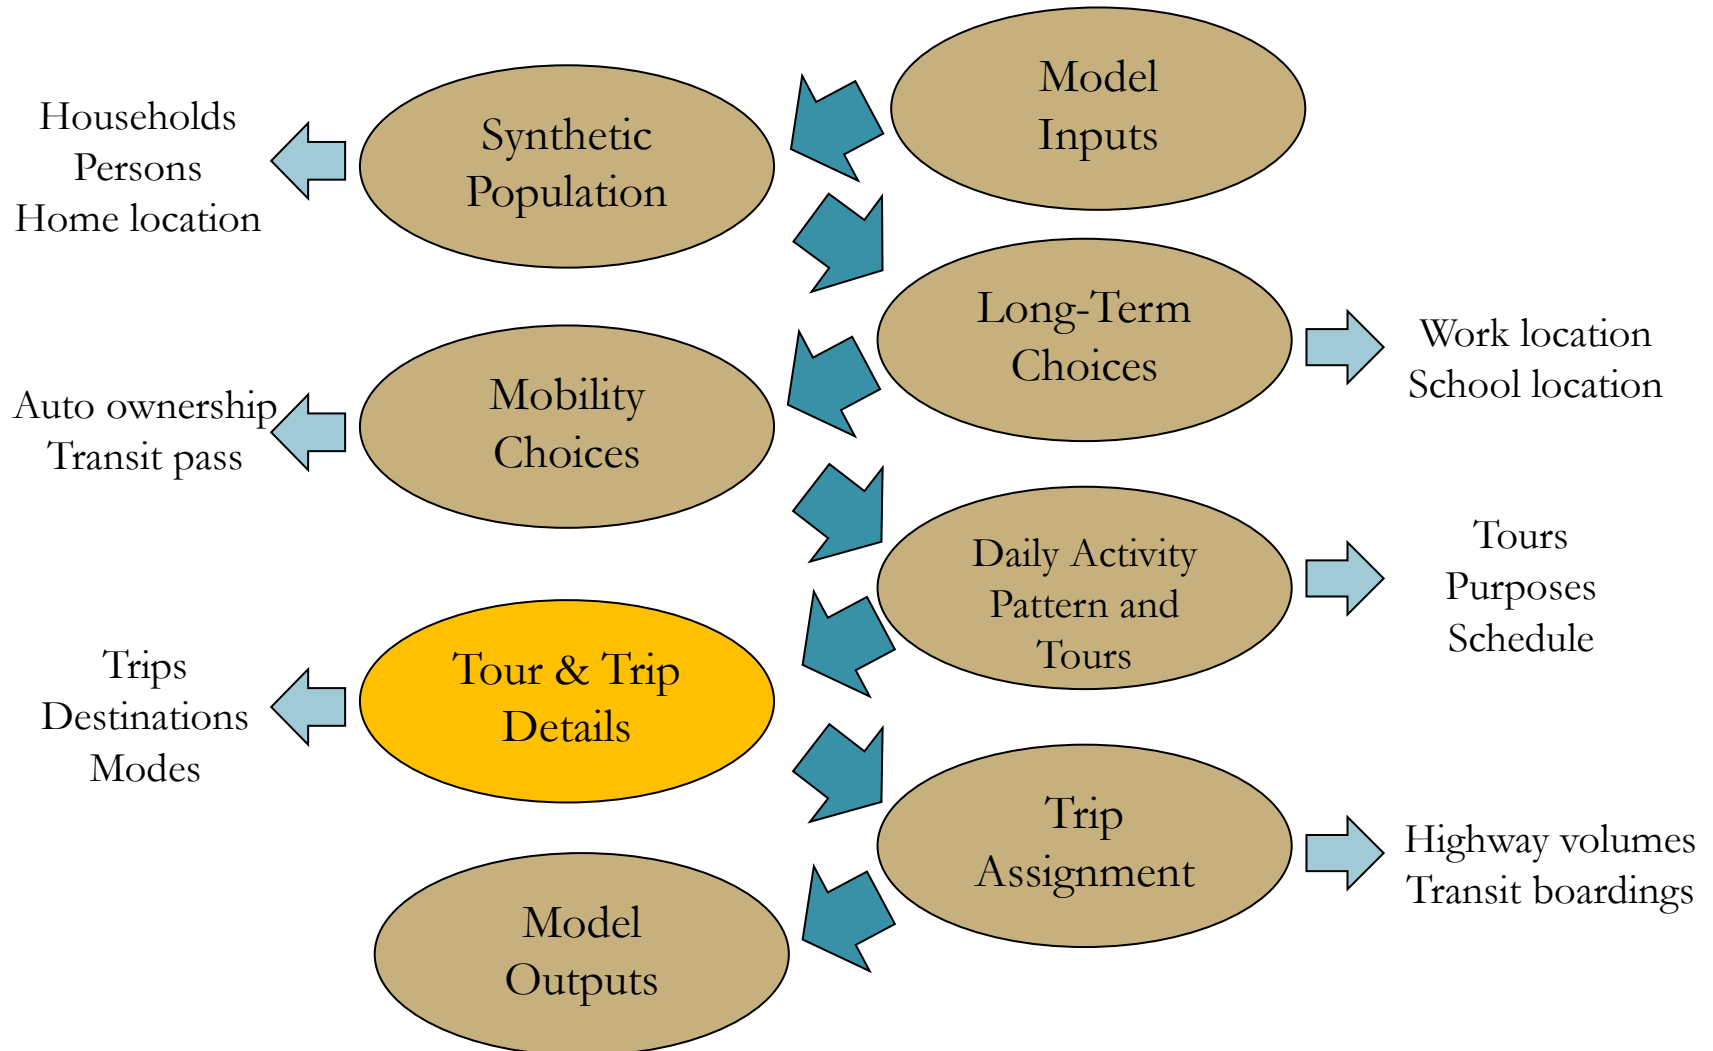 Model
Inputs
Households
Persons
Home location
Synthetic
Population
Long-Term
Choices
Work location
School location
Auto ownership
Transit pass
Mobility
Choices
Daily Activity
Pattern and
Tours
Tours
Purposes
Schedule
Trips
Destinations
Modes
Tour & Trip
Details
Trip
Assignment
Highway volumes
Transit boardings
Model
Outputs